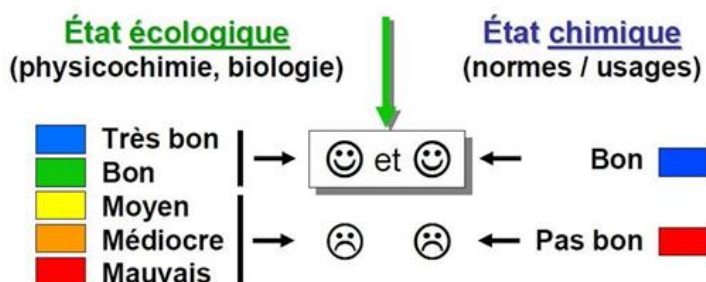 État écologique
(physicochimie, biologie)
État chimique
(normes / usages)
Très bon
Bon
Moyen
Médiocre
Mauvais
et
Bon
Pas bon